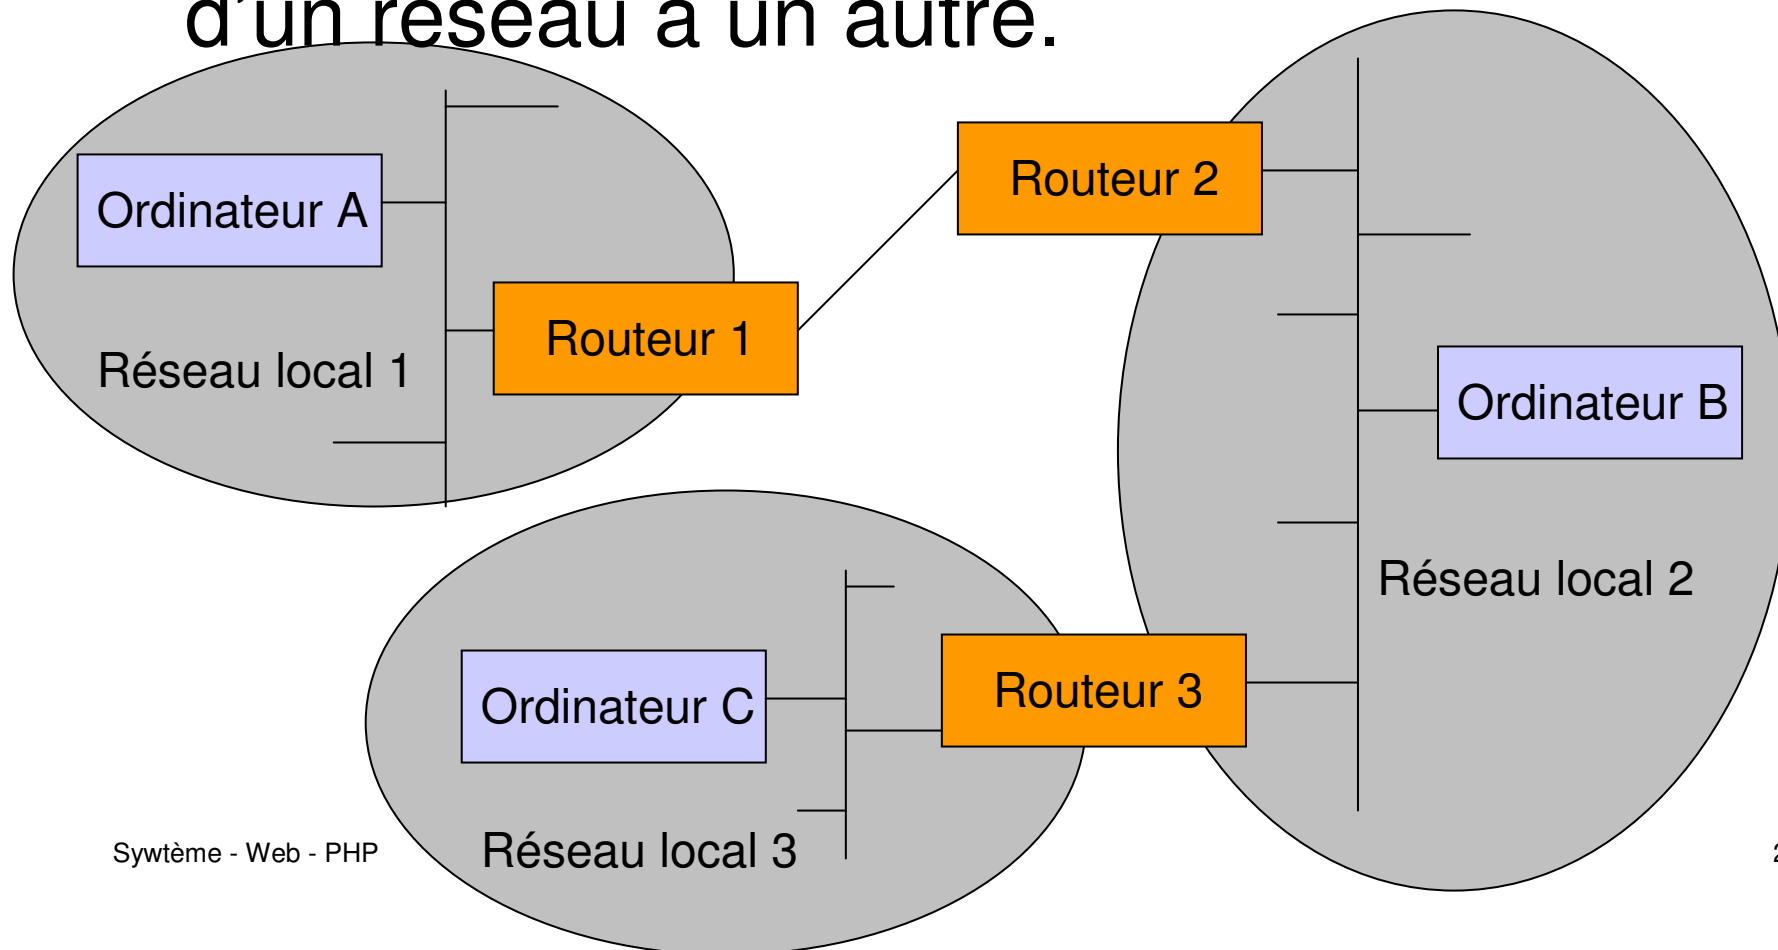 d'un réseau à un autre.
Routeur 2
Ordinateur A
Routeur 1
Réseau local 1
Ordinateur B
Réseau local 2
Routeur 3
Ordinateur C
Réseau local 3
Sywtème - Web - PHP